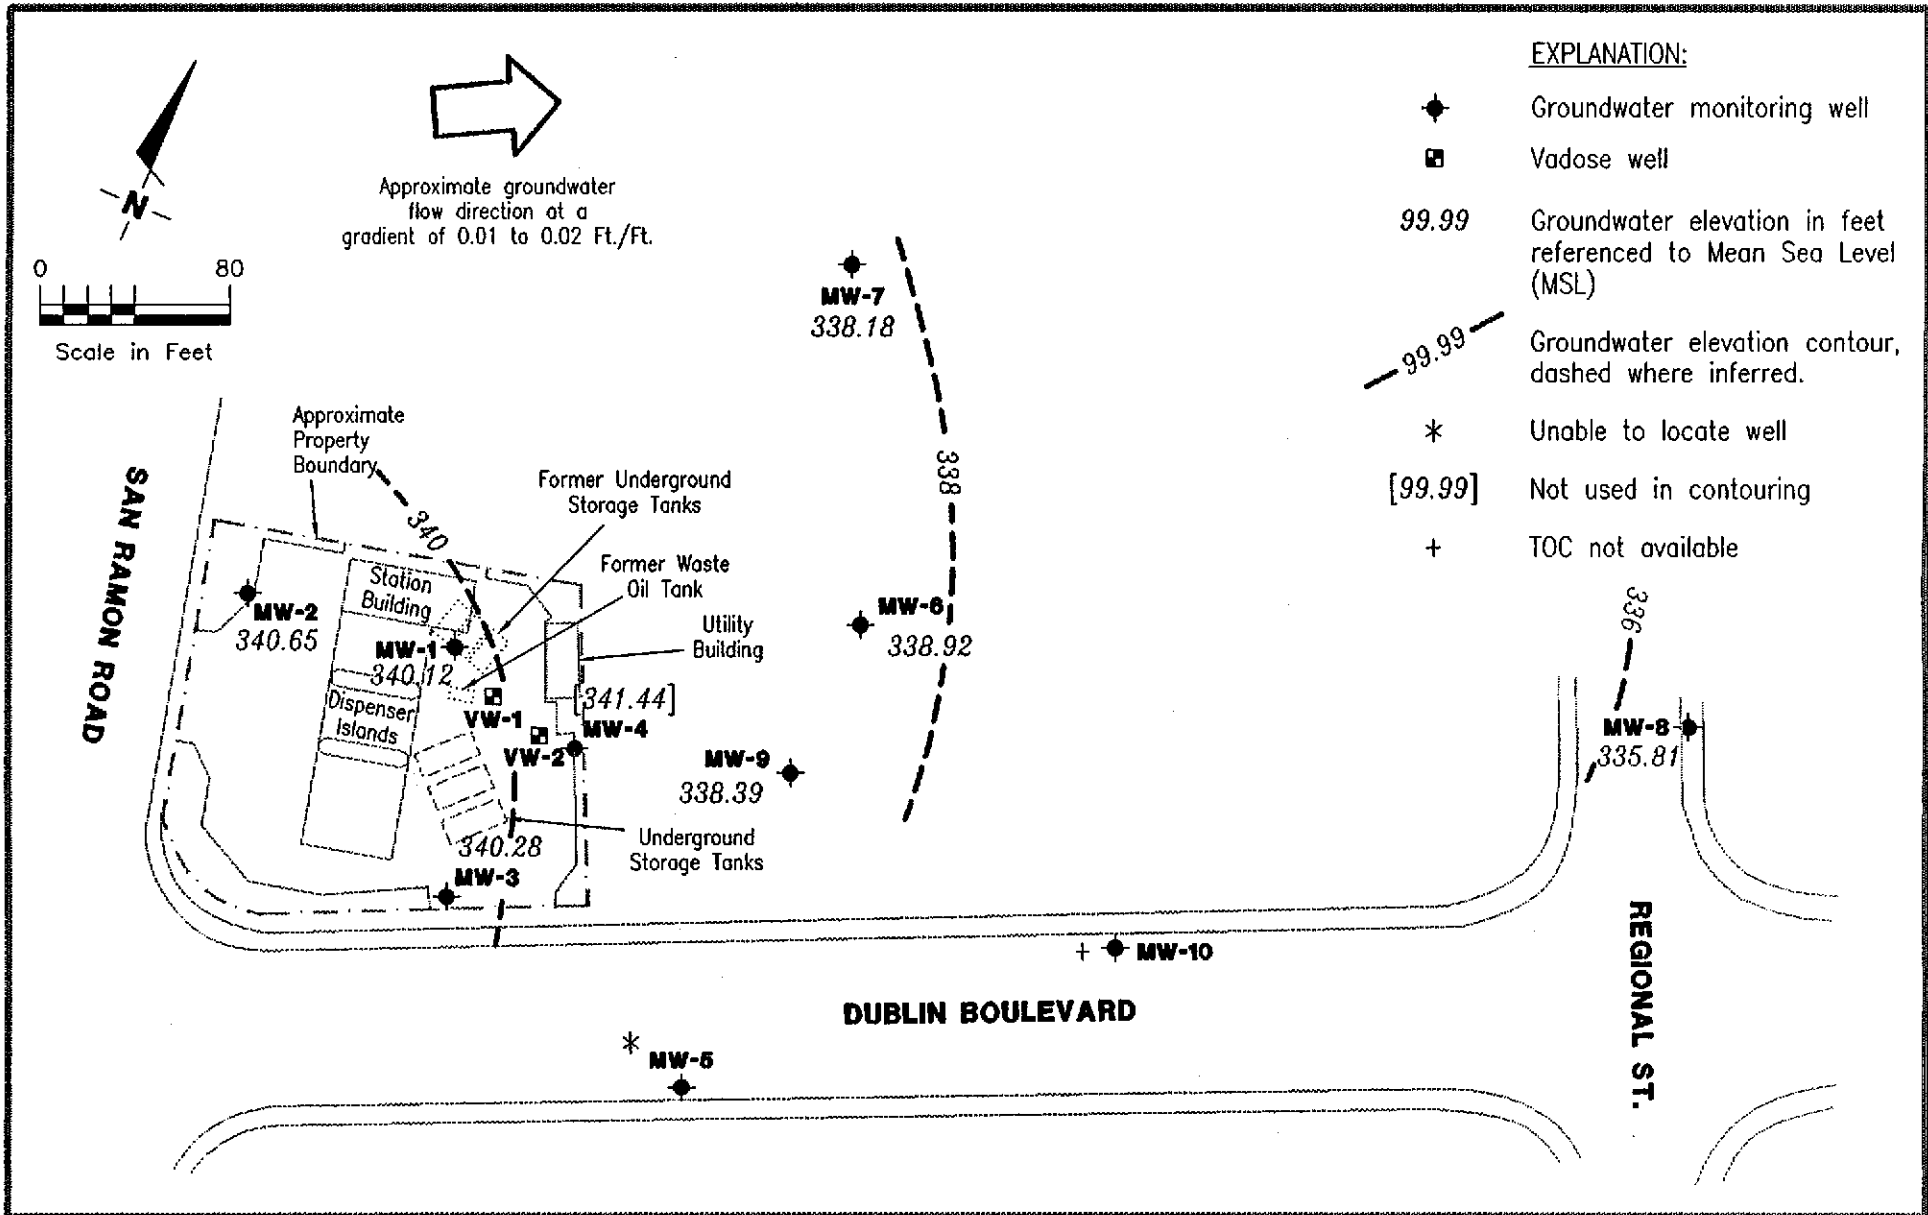 EXPLANATION:
Groundwater monitoring well
Vadose well
99.99 Groundwater elevation in feet
referenced to Mean Sea Level
(MSL)
99.99 Groundwater elevation contour,
dashed where inferred.
* Unable to locate well
[99.99] Not used in contouring
+ TOC not available
N
Approximate groundwater
flow direction at a
gradient of 0.01 to 0.02 Ft./Ft.
0 80
Scale in Feet
MW-7
338.18
Approximate
Property
Boundary
340
Former Underground
Storage Tanks
338
Former Waste
Oil Tank
Station
Building
SAN RAMON ROAD
MW-2
340.65
MW-1
340.12
Utility
Building
MW-6
338.92
336
[341.44]
Dispenser
Islands
VW-1
VW-2
MW-4
MW-9
338.39
MW-8
335.81
340.28
Underground
Storage Tanks
MW-3
+ MW-10
DUBLIN BOULEVARD
REGIONAL ST.
*
MW-5